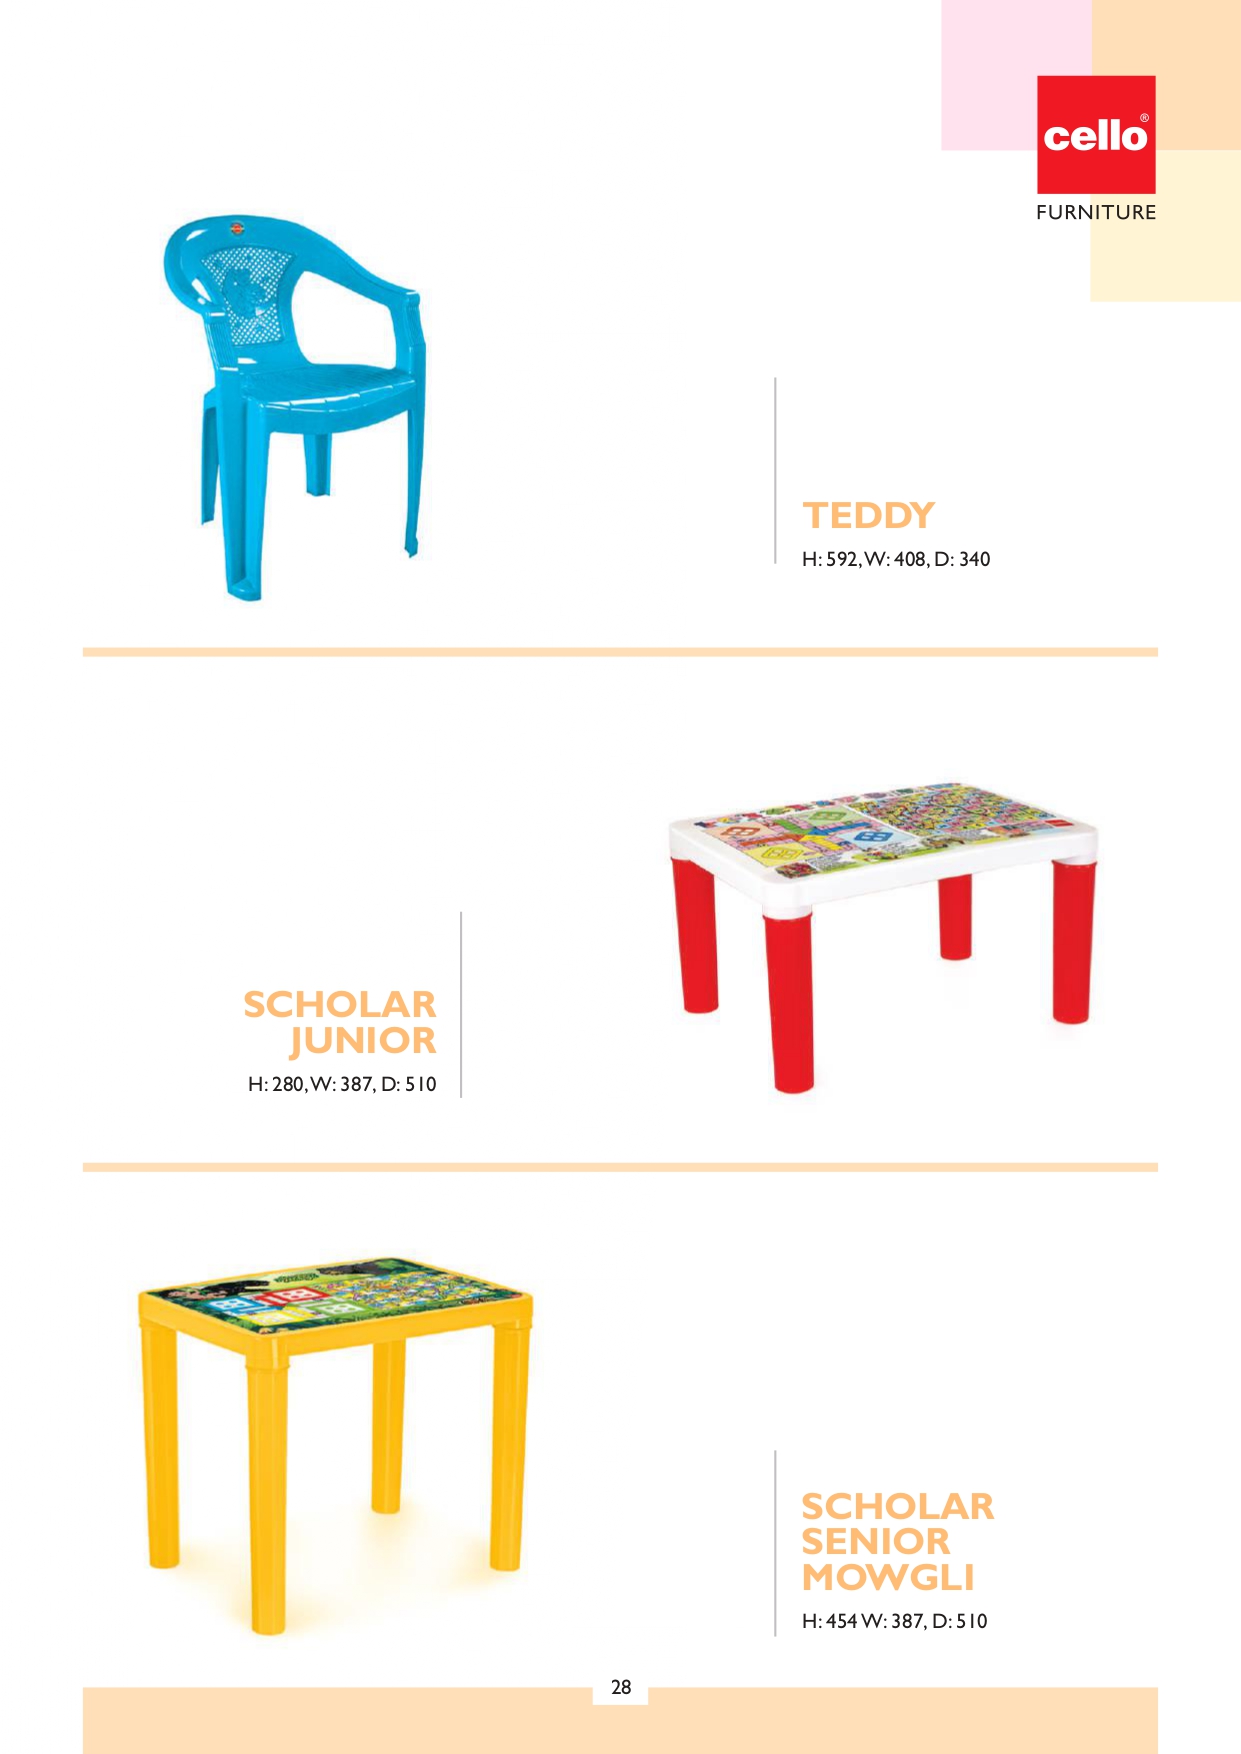 cello®
FURNITURE
TEDDY
H: 592, W: 408, D: 340
SCHOLAR
JUNIOR
H: 280, W: 387, D: 510
SCHOLAR
SENIOR
MOWGLI
H: 454 W: 387, D: 510
28